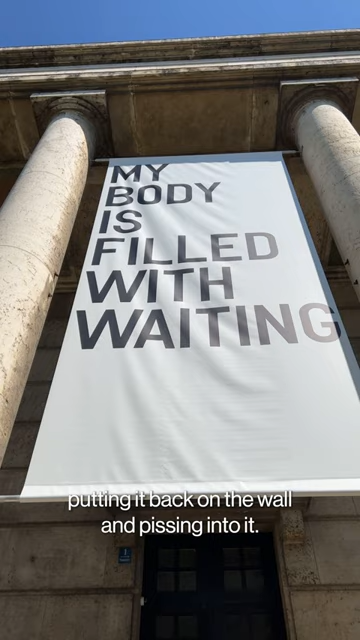 MY
BODY
IS
FILLED
WITH
WAITING
putting it back on the wall
and pissing into it.